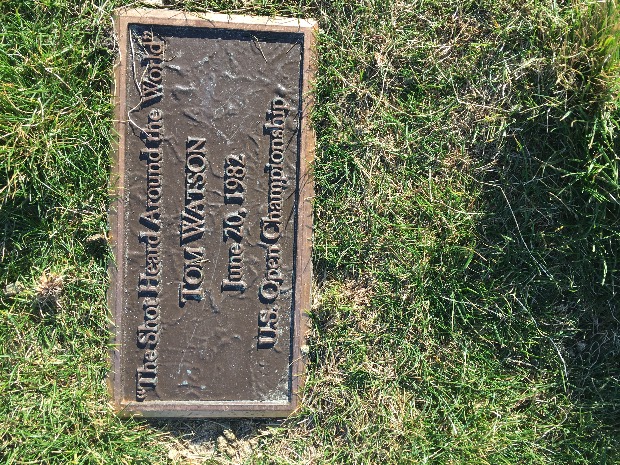 "The Shot Heard Around the World"
TOM WATSON
June 20, 1982
U.S. Open Championship